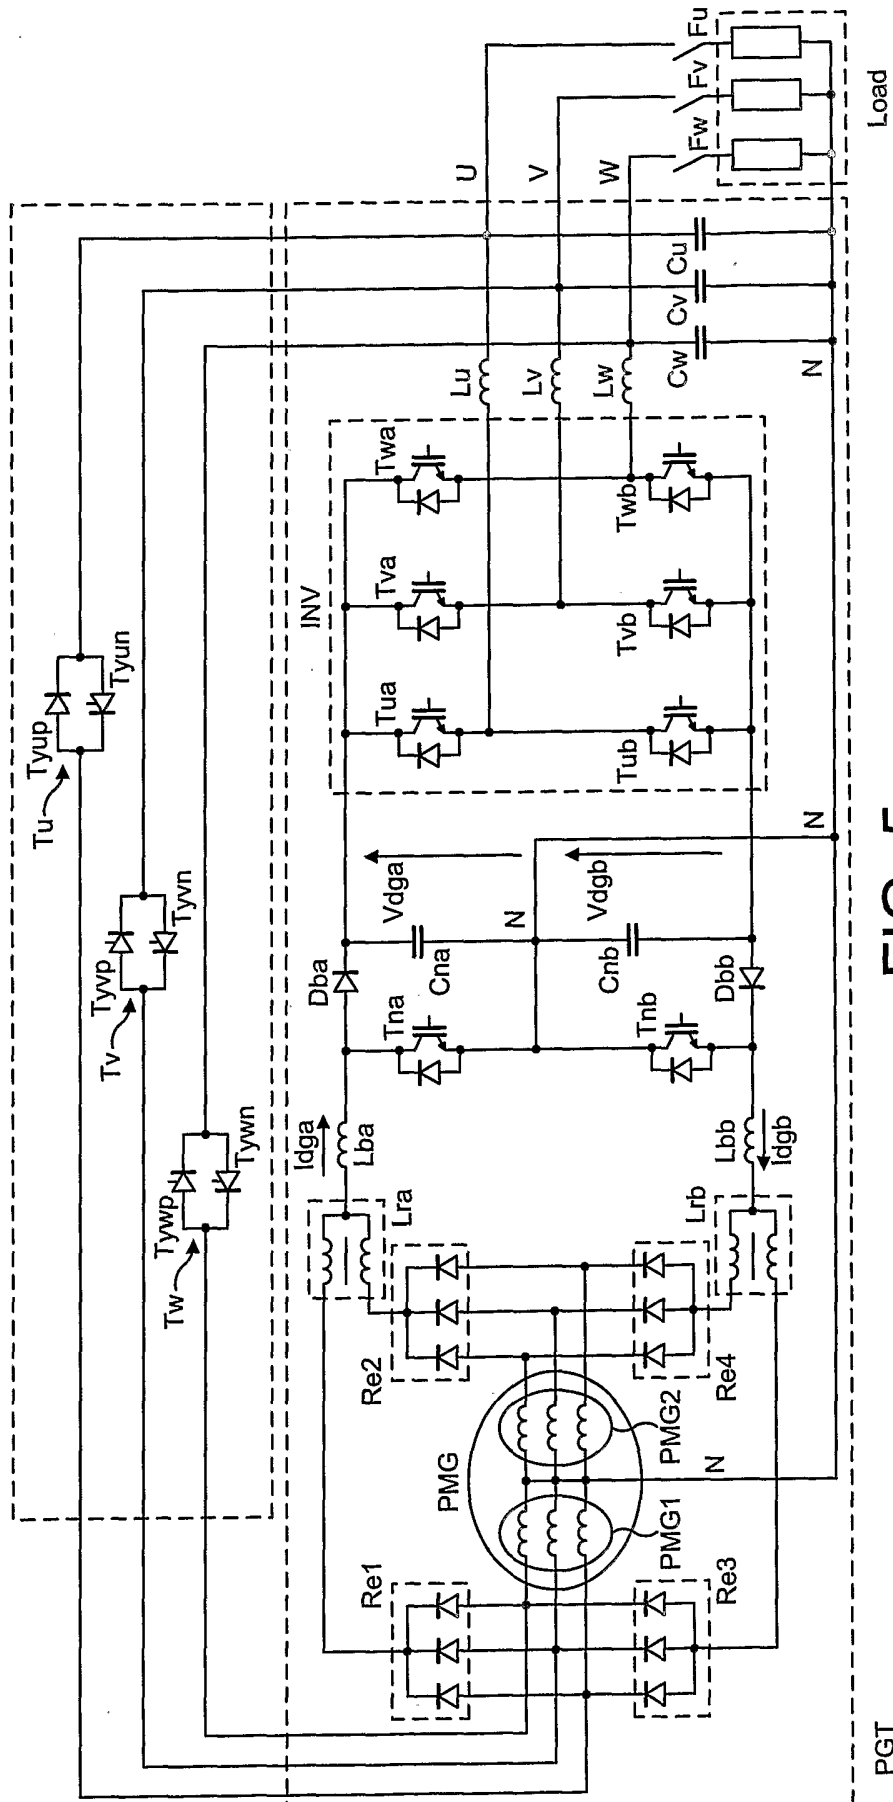 Tu
Tyup
Tyun
Tv
Tyvp
Tyvn
Tw
Tywp
Tywn
U
V
W
Fu
Fv
Fw
Load
Cu
Cv
Cw
N
Lu
Lv
Lw
INV
Tua
Tva
Twa
Tub
Tvb
Twb
Vdga
Vdgb
N
N
Dba
Cna
Cnb
Dbb
Tna
Tnb
Idga
Lba
Lbb
Idgb
Lra
Lrb
Re2
Re4
PMG
PMG2
N
PMG1
Re1
Re3
PGT